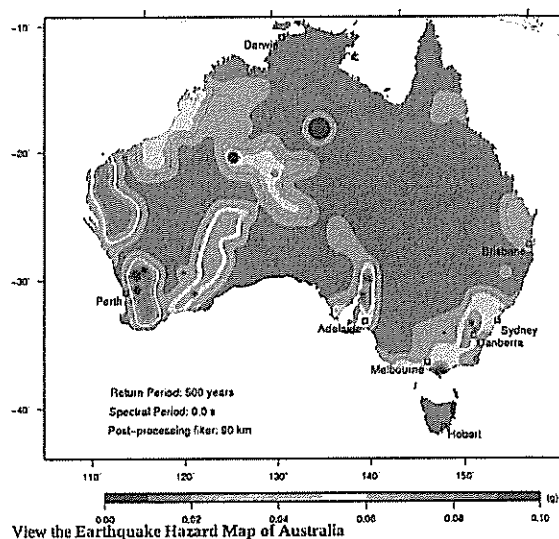 -10°
Darwin
-20°
Brisbane
-30°
Perth
Adelaide
Sydney
Canberra
Melbourne
Return Period: 500 years
Spectral Period: 0.0 s
-40°
Post-processing filter: 90 km
Hobart
110° 120° 130° 140° 150°
(g)
0.00 0.02 0.04 0.06 0.08 0.10
View the Earthquake Hazard Map of Australia